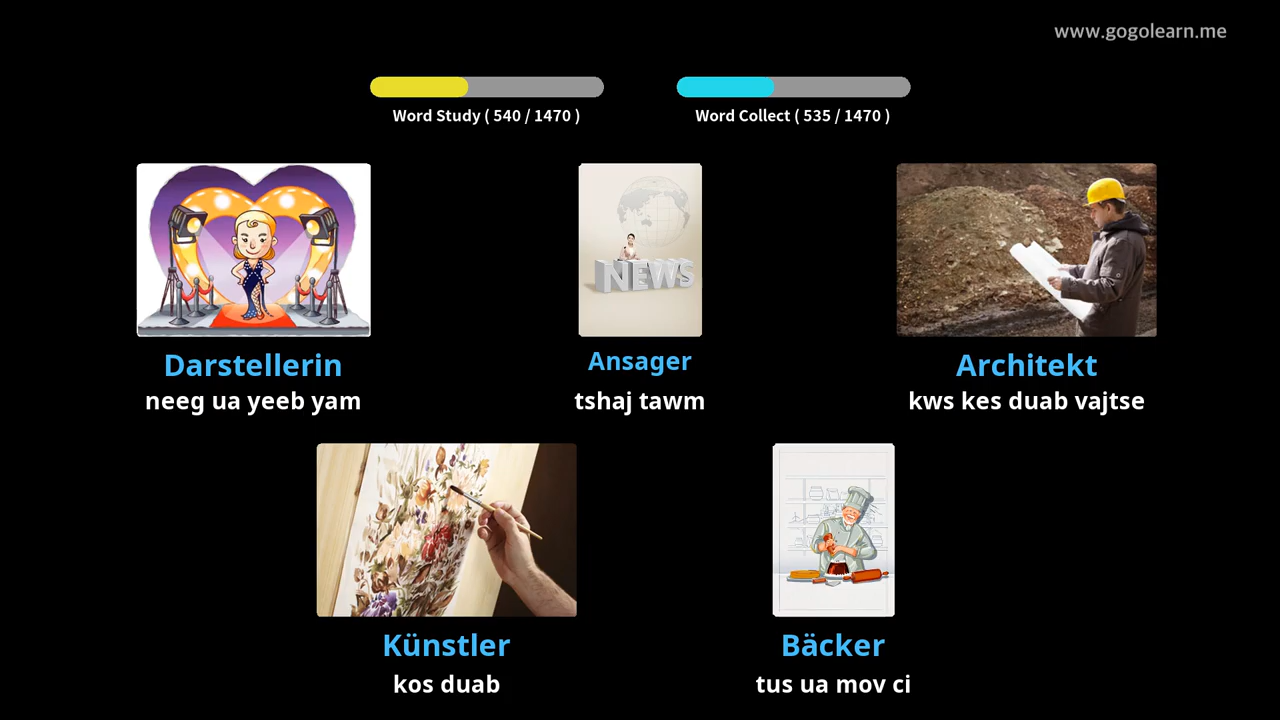 www.gogolearn.me
Word Study ( 540 / 1470 )
Word Collect ( 535 / 1470 )
NEWS
Darstellerin
neeg ua yeeb yam
Ansager
tshaj tawm
Architekt
kws kes duab vajtse
Künstler
kos duab
Bäcker
tus ua mov ci